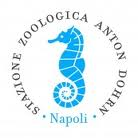 STAZIONE ZOOLOGICA ANTON DOHRN
· Napoli ·